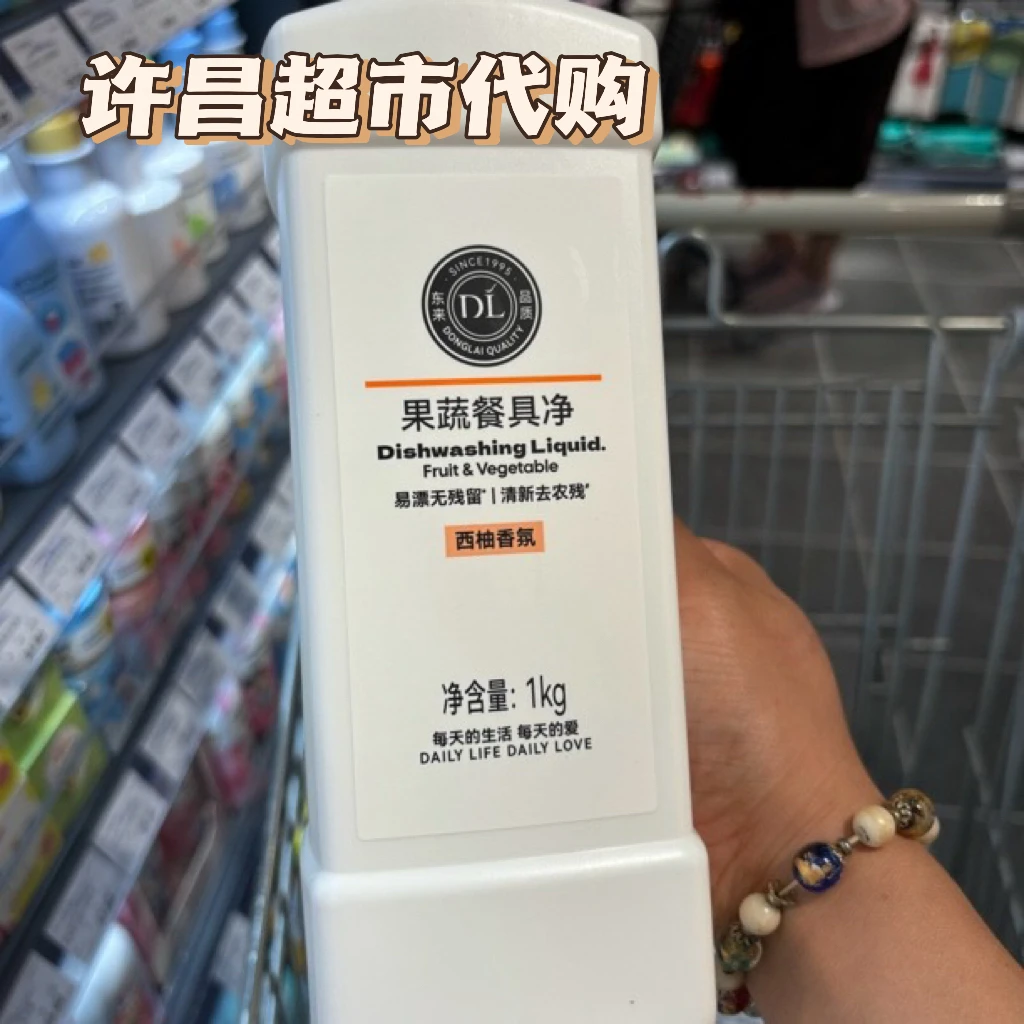 许昌超市代购
· SINCE1995 ·
东来 品质
DL
DONGLAI QUALITY
果蔬餐具净
Dishwashing Liquid.
Fruit & Vegetable
易漂无残留* | 清新去农残*
西柚香氛
净含量: 1kg
每天的生活 每天的爱
DAILY LIFE DAILY LOVE